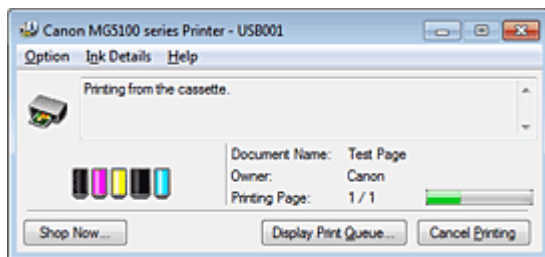 Canon MG5100 series Printer - USB001
Option Ink Details Help
Printing from the cassette.
Document Name: Test Page
Owner: Canon
Printing Page: 1 / 1
Shop Now... Display Print Queue... Cancel Printing